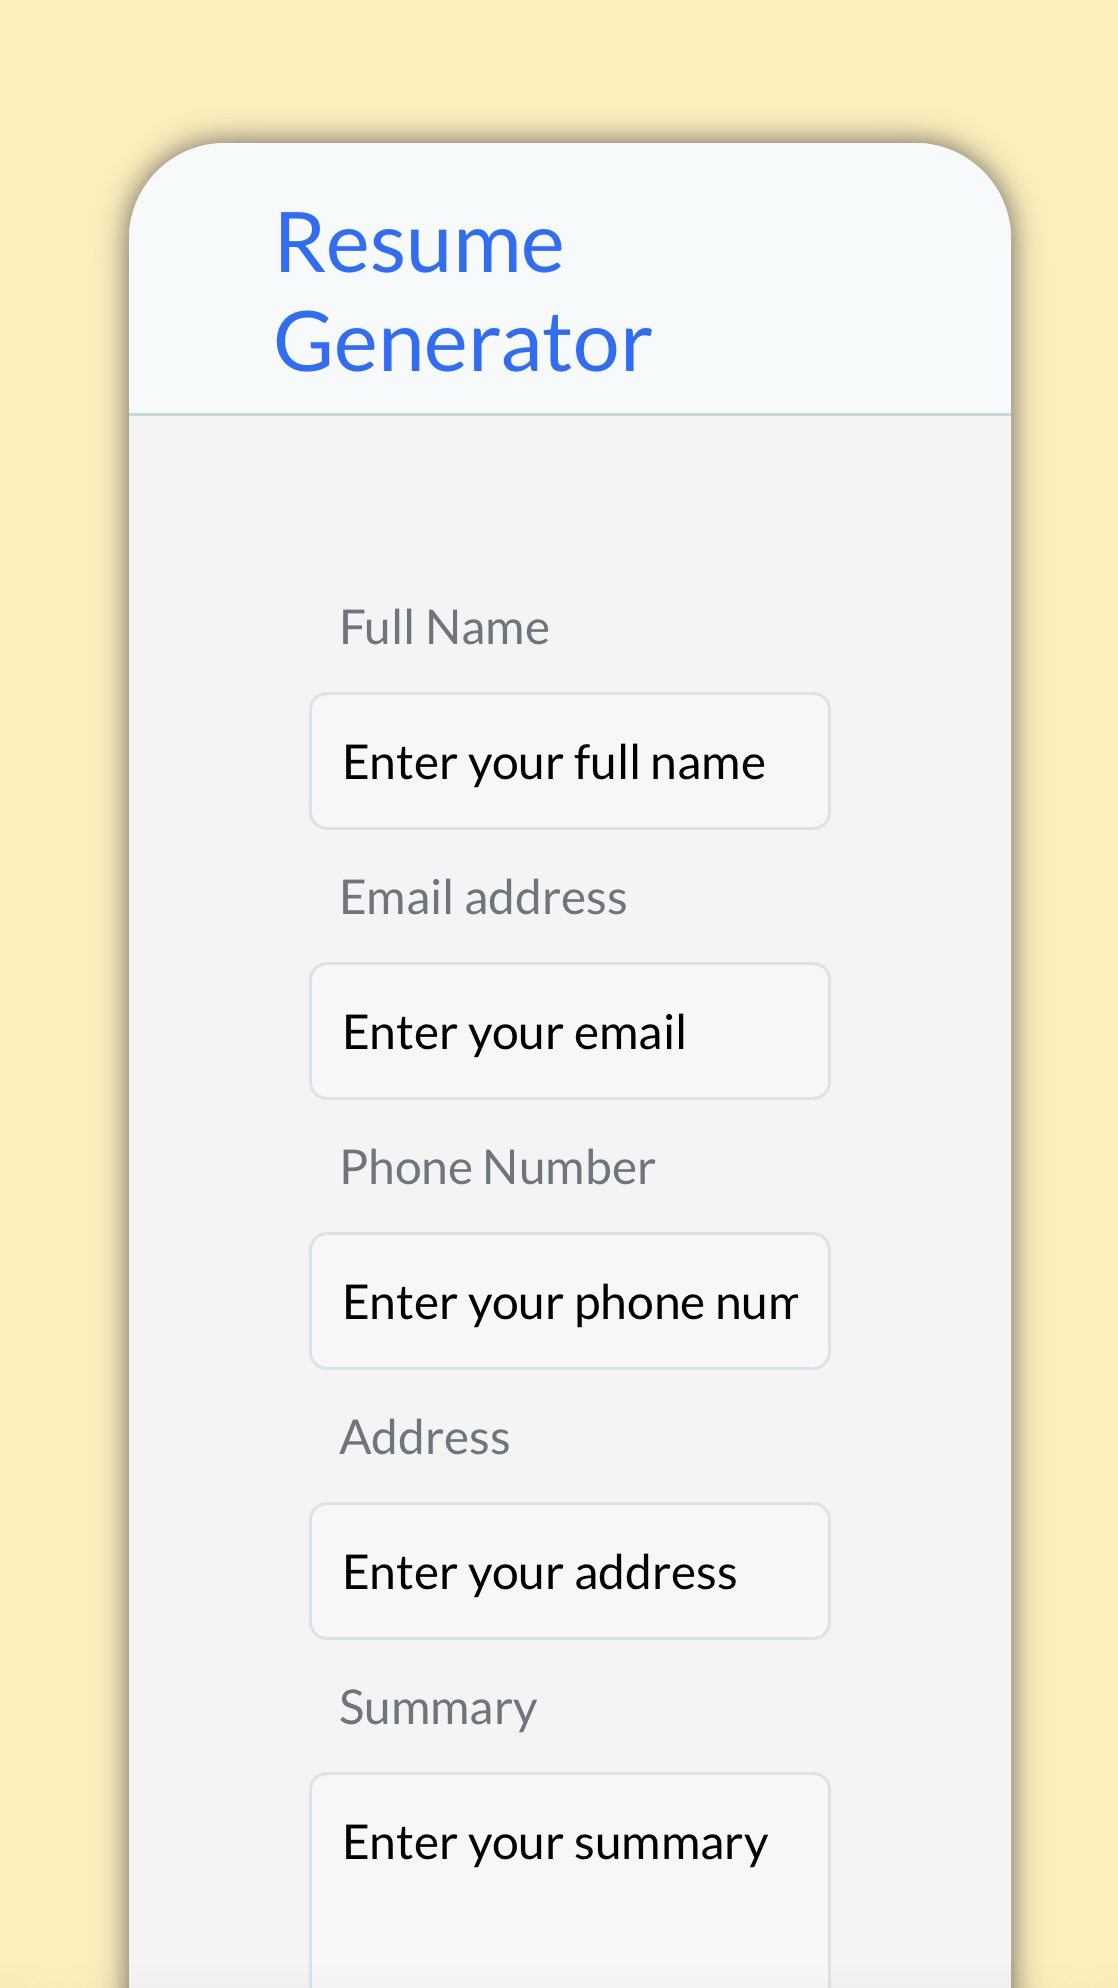 Resume
Generator
Full Name
Enter your full name
Email address
Enter your email
Phone Number
Enter your phone num
Address
Enter your address
Summary
Enter your summary